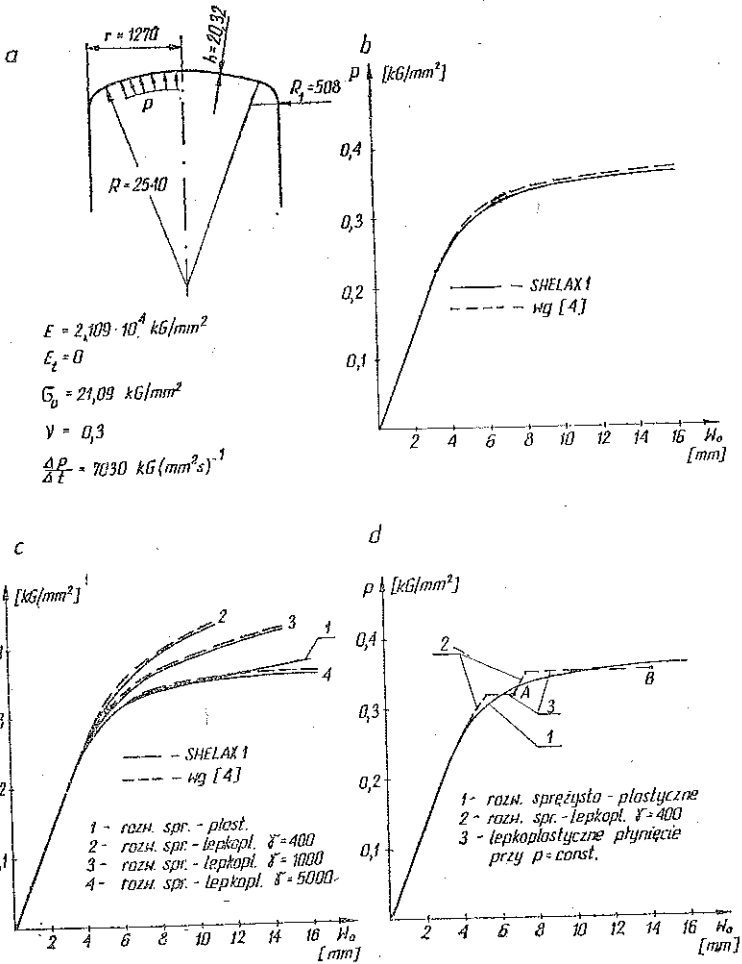 a
r = 1270
h=20,32
R₁=508
p
R = 2540
E = 2,109·10⁴ kG/mm²
Eₜ = 0
σ₀ = 21,09 kG/mm²
ν = 0,3
Δp/Δt = 7030 kG(mm²s)⁻¹
b
p [kG/mm²]
0,4
0,3
0,2
0,1
SHELAX1
wg [4]
2 4 6 8 10 12 14 16 W₀
[mm]
c
[kG/mm²]
2
3
1
4
SHELAX1
wg [4]
1 - rozw. spr. - plast.
2 - rozw. spr. - lepkopl. γ=400
3 - rozw. spr. - lepkopl. γ=1000
4 - rozw. spr. - lepkopl. γ=5000
2 4 6 8 10 12 14 16 W₀
[mm]
d
p [kG/mm²]
0,4
0,3
0,2
0,1
2
A
B
3
1
1 - rozw. sprężysto - plastyczne
2 - rozw. spr. - lepkopl. γ=400
3 - lepkoplastyczne płynięcie
przy p = const.
2 4 6 8 10 12 14 16 W₀
[mm]